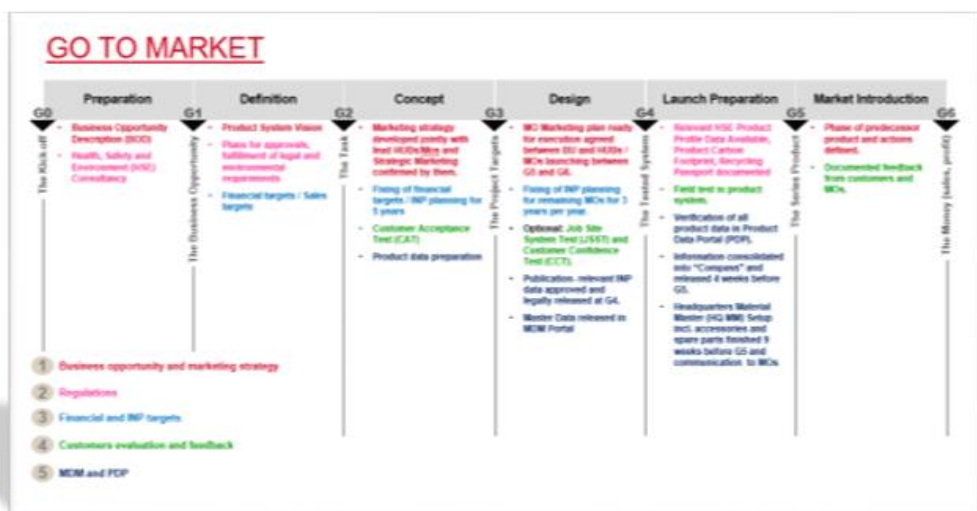 GO TO MARKET
Preparation
Definition
Concept
Design
Launch Preparation
Market Introduction
G0
G1
G2
G3
G4
G5
G6
The Kick-of
- Business Opportunity
Description (BOD)
- Health, Safety and
Environment (HSE)
Consultancy
The Business Opportunity
- Product System Vision
- Plans for approvals,
fulfillment of legal and
environmental
requirements
- Financial targets / Sales
targets
The Task
- Marketing strategy
developed jointly with
lead HUDs/MOs and
Strategic Marketing
confirmed by them.
- Fixing of financial
targets / INP planning for
5 years
- Customer Acceptance
Test (CAT)
- Product data preparation
The Project Targets
- MO Marketing plan ready
for execution agreed
between BU and HUDs /
MOs launching between
G5 and G6.
- Fixing of INP planning
for remaining MOs for 3
years per year.
- Optional: Job Site
System Test (JSST) and
Customer Confidence
Test (CCT).
- Publication- relevant INP
data approved and
legally released at G4.
- Master Data released in
MDM Portal
The Tested System
- Relevant HSE Product
Profile Data Available,
Product Carbon
Footprint, Recycling
Passport documented
- Field test in product
system.
- Verification of all
product data in Product
Data Portal (PDP).
- Information consolidated
into "Compass" and
released 4 weeks before
G5.
- Headquarters Material
Master (HQ MM) Setup
incl. accessories and
spare parts finished 9
weeks before G5 and
communication to MOs
The Series Product
- Phase of predecessor
product and actions
defined.
- Documented feedback
from customers and
MOs.
The Money (sales, profit)
1 Business opportunity and marketing strategy
2 Regulations
3 Financial and INP targets
4 Customers evaluation and feedback
5 MDM and PDP